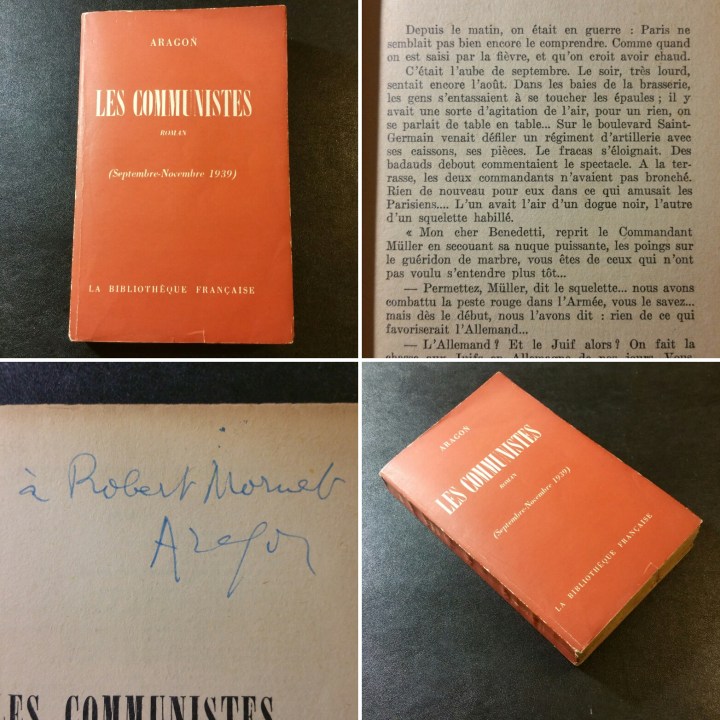 ARAGON
LES COMMUNISTES
ROMAN
(Septembre-Novembre 1939)
LA BIBLIOTHÈQUE FRANÇAISE
Depuis le matin, on était en guerre : Paris ne
semblait pas bien encore le comprendre. Comme quand
on est saisi par la fièvre, et qu'on croit avoir chaud.
C'était l'aube de septembre. Le soir, très lourd,
sentait encore l'août. Dans les baies de la brasserie,
les gens s'entassaient à se toucher les épaules ; il y
avait une sorte d'agitation de l'air, pour un rien, on
se parlait de table en table... Sur le boulevard Saint-
Germain venait défiler un régiment d'artillerie avec
ses caissons, ses pièces. Le fracas s'éloignait. Des
badauds debout commentaient le spectacle. A la ter-
rasse, les deux commandants n'avaient pas bronché.
Rien de nouveau pour eux dans ce qui amusait les
Parisiens.... L'un avait l'air d'un dogue noir, l'autre
d'un squelette habillé.
« Mon cher Benedetti, reprit le Commandant
Müller en secouant sa nuque puissante, les poings sur
le guéridon de marbre, vous êtes de ceux qui n'ont
pas voulu s'entendre plus tôt...
— Permettez, Müller, dit le squelette... nous avons
combattu la peste rouge dans l'Armée, vous le savez...
mais dès le début, nous l'avons dit : rien de ce qui
favoriserait l'Allemand...
— L'Allemand ? Et le Juif alors ? On fait la
chasse aux Juifs en Allemagne de nos jours. Vous
à Robert Mornet
Aragon
LES COMMUNISTES
ARAGON
LES COMMUNISTES
ROMAN
(Septembre-Novembre 1939)
LA BIBLIOTHÈQUE FRANÇAISE